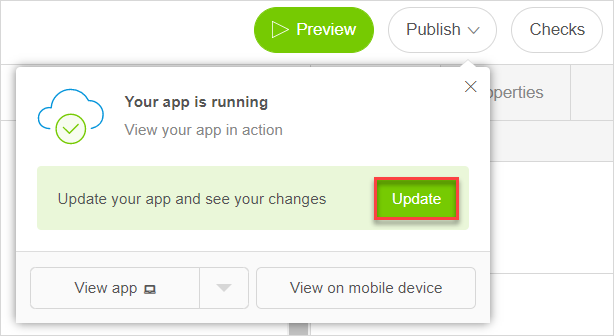 Preview
Publish
Checks
operties
Your app is running
View your app in action
Update your app and see your changes
Update
View app
View on mobile device